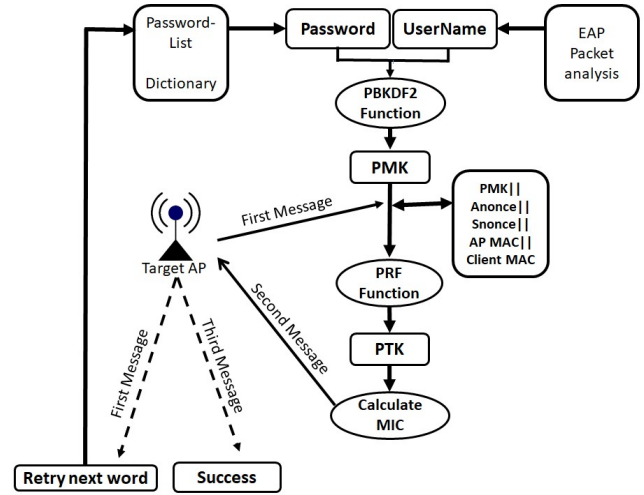 Password-
List
Dictionary
Password
UserName
EAP
Packet
analysis
PBKDF2
Function
PMK
First Message
PMK||
Anonce||
Snonce||
AP MAC||
Client MAC
Target AP
PRF
Function
Second Message
PTK
First Message
Third Message
Calculate
MIC
Retry next word
Success